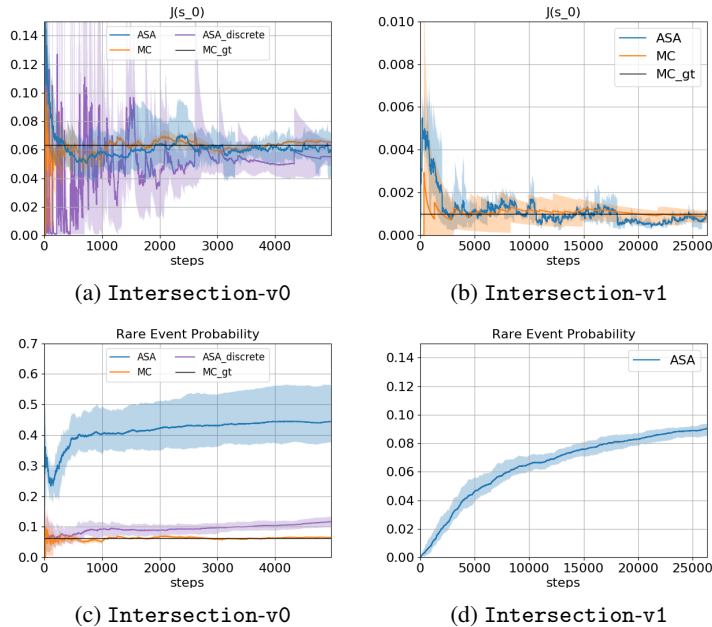 J(s_0)
ASA
ASA_discrete
MC
MC_gt
0.14
0.12
0.10
0.08
0.06
0.04
0.02
0.00
0
1000
2000
3000
4000
steps
(a) Intersection-v0
J(s_0)
ASA
MC
MC_gt
0.010
0.008
0.006
0.004
0.002
0.000
0
5000
10000
15000
20000
25000
steps
(b) Intersection-v1
Rare Event Probability
ASA
ASA_discrete
MC
MC_gt
0.7
0.6
0.5
0.4
0.3
0.2
0.1
0.0
0
1000
2000
3000
4000
steps
(c) Intersection-v0
Rare Event Probability
ASA
0.14
0.12
0.10
0.08
0.06
0.04
0.02
0.00
0
5000
10000
15000
20000
25000
steps
(d) Intersection-v1